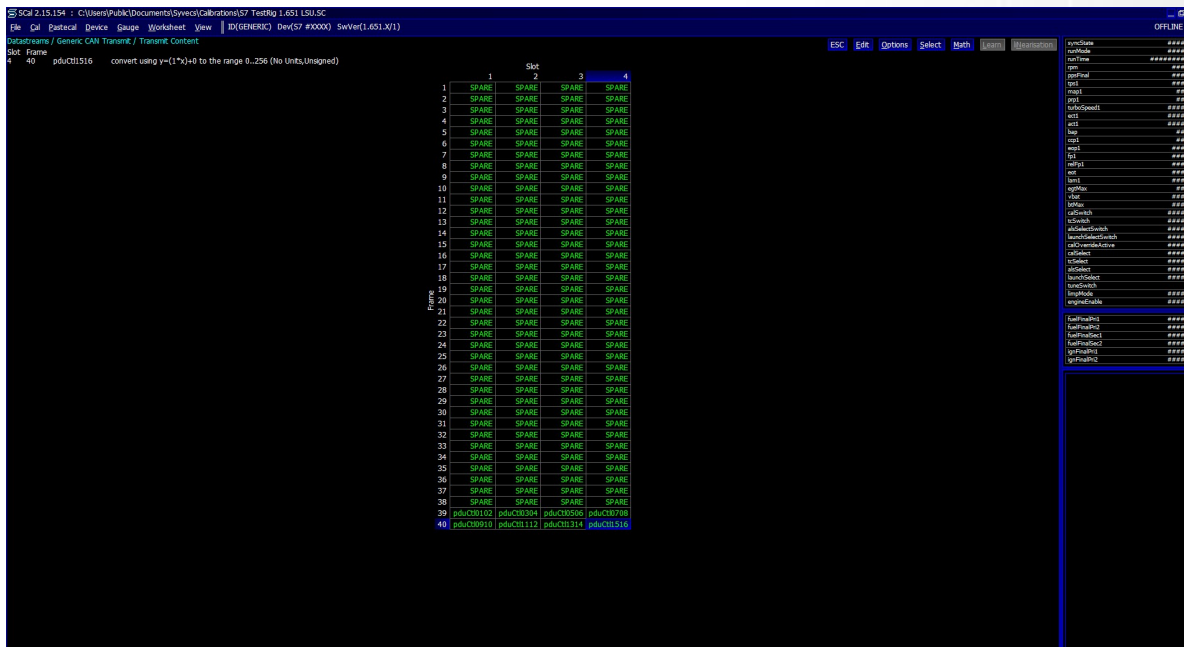 SCal 2.15.154 : C:\Users\Public\Documents\Syvecs\Calibrations\S7 TestRig 1.651 LSU.SC
File Cal Pastecal Device Gauge Worksheet View ID(GENERIC) Dev(S7 #XXXX) SwVer(1.651.X/1) OFFLINE
Datastreams / Generic CAN Transmit / Transmit Content
ESC Edit Options Select Math Learn linearisation
Slot Frame
4 40 pduCtl1516 convert using y=(1*x)+0 to the range 0..256 (No Units,Unsigned)
Slot
1 2 3 4
Frame
1 SPARE SPARE SPARE SPARE
2 SPARE SPARE SPARE SPARE
3 SPARE SPARE SPARE SPARE
4 SPARE SPARE SPARE SPARE
5 SPARE SPARE SPARE SPARE
6 SPARE SPARE SPARE SPARE
7 SPARE SPARE SPARE SPARE
8 SPARE SPARE SPARE SPARE
9 SPARE SPARE SPARE SPARE
10 SPARE SPARE SPARE SPARE
11 SPARE SPARE SPARE SPARE
12 SPARE SPARE SPARE SPARE
13 SPARE SPARE SPARE SPARE
14 SPARE SPARE SPARE SPARE
15 SPARE SPARE SPARE SPARE
16 SPARE SPARE SPARE SPARE
17 SPARE SPARE SPARE SPARE
18 SPARE SPARE SPARE SPARE
19 SPARE SPARE SPARE SPARE
20 SPARE SPARE SPARE SPARE
21 SPARE SPARE SPARE SPARE
22 SPARE SPARE SPARE SPARE
23 SPARE SPARE SPARE SPARE
24 SPARE SPARE SPARE SPARE
25 SPARE SPARE SPARE SPARE
26 SPARE SPARE SPARE SPARE
27 SPARE SPARE SPARE SPARE
28 SPARE SPARE SPARE SPARE
29 SPARE SPARE SPARE SPARE
30 SPARE SPARE SPARE SPARE
31 SPARE SPARE SPARE SPARE
32 SPARE SPARE SPARE SPARE
33 SPARE SPARE SPARE SPARE
34 SPARE SPARE SPARE SPARE
35 SPARE SPARE SPARE SPARE
36 SPARE SPARE SPARE SPARE
37 SPARE SPARE SPARE SPARE
38 SPARE SPARE SPARE SPARE
39 pduCtl0102 pduCtl0304 pduCtl0506 pduCtl0708
40 pduCtl0910 pduCtl1112 pduCtl1314 pduCtl1516
syncState ####
runMode ####
runTime ########
rpm ###
ppsFinal ###
tps1 ###
map1 ##
prp1 ##
turboSpeed1 ####
ect1 ####
act1 ####
bap ##
ccp1 ##
eop1 ###
fp1 ###
relFp1 ###
eot ###
lam1 ###
egtMax ##
vbat ###
btMax ###
calSwitch ####
tcSwitch ####
alsSelectSwitch ####
launchSelectSwitch ####
calOverrideActive ####
calSelect ####
tcSelect ####
alsSelect ####
launchSelect ####
tuneSwitch
limpMode ####
engineEnable ####
fuelFinalPri1 ####
fuelFinalPri2 ####
fuelFinalSec1 ####
fuelFinalSec2 ####
ignFinalPri1 ####
ignFinalPri2 ####